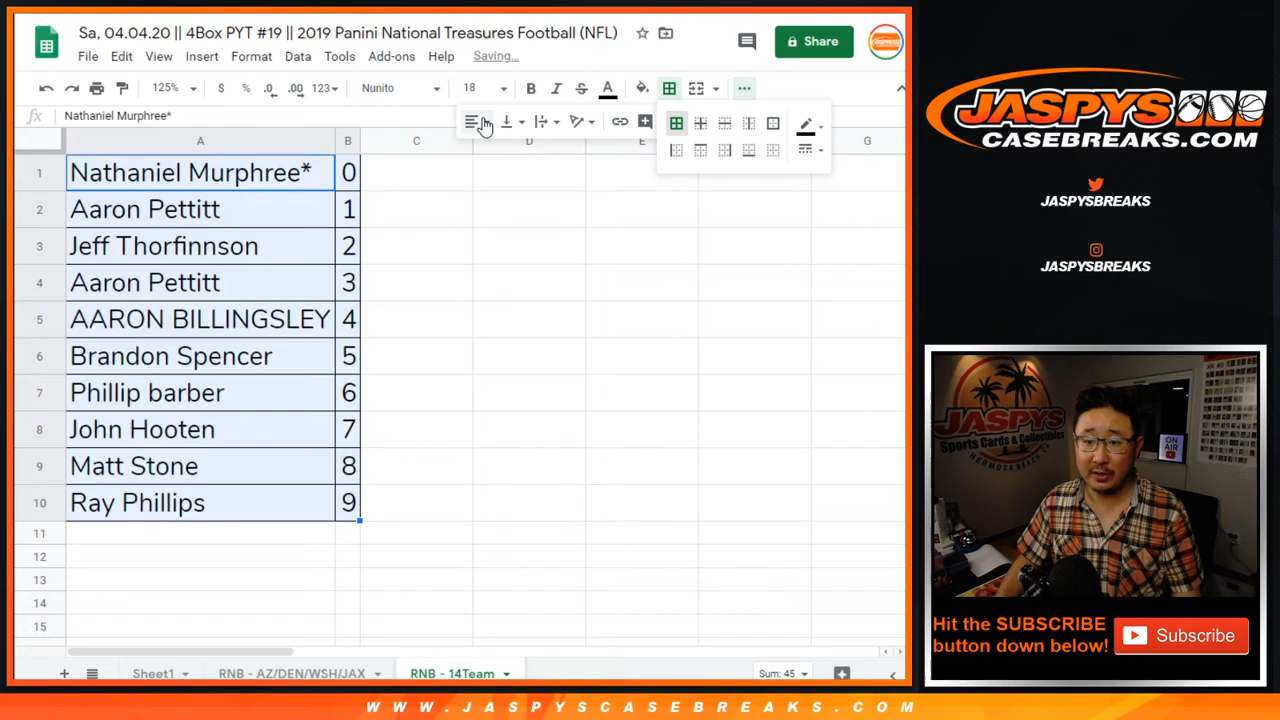 Sa, 04.04.20 || 4Box PYT #19 || 2019 Panini National Treasures Football (NFL)
File Edit View Insert Format Data Tools Add-ons Help Saving...
Share
125% $ % .0 .00 123 Nunito 18 B I S A
fx Nathaniel Murphree*
A B C D E G
1 Nathaniel Murphree* 0
2 Aaron Pettitt 1
3 Jeff Thorfinnson 2
4 Aaron Pettitt 3
5 AARON BILLINGSLEY 4
6 Brandon Spencer 5
7 Phillip barber 6
8 John Hooten 7
9 Matt Stone 8
10 Ray Phillips 9
11
12
13
14
15
Sheet1 RNB - AZ/DEN/WSH/JAX RNB - 14Team Sum: 45
JASPYS
CASEBREAKS.COM
JASPYSBREAKS
JASPYSBREAKS
JASPYS
Sports Cards & Collectibles
HERMOSA BEACH, CA
ON AIR
Hit the SUBSCRIBE
button down below!
Subscribe
WWW.JASPYSCASEBREAKS.COM